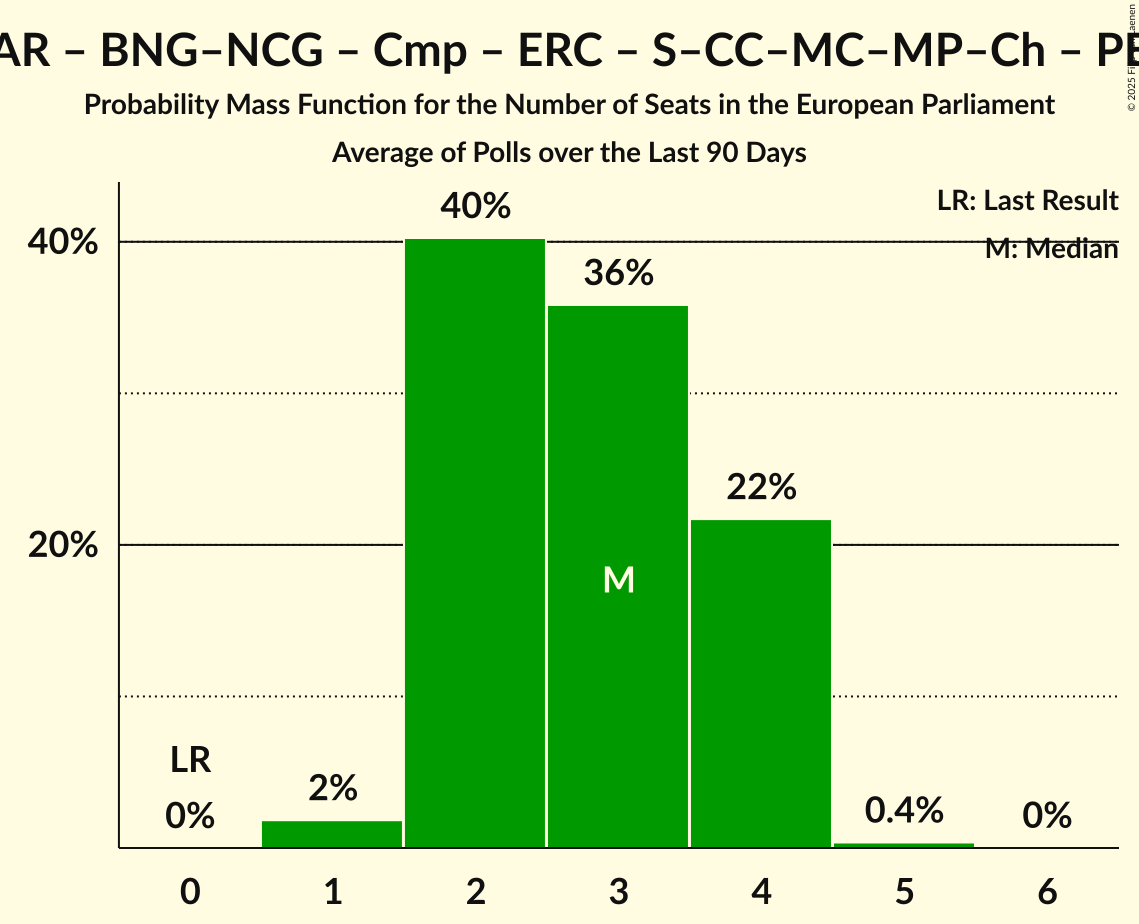 AR – BNG–NCG – Cmp – ERC – S–CC–MC–MP–Ch –
Probability Mass Function for the Number of Seats in the European Parliament
Average of Polls over the Last 90 Days
© 2025
LR: Last Result
M: Median
40%
20%
40%
36%
22%
M
LR
0%
2%
0.4%
0%
0 1 2 3 4 5 6